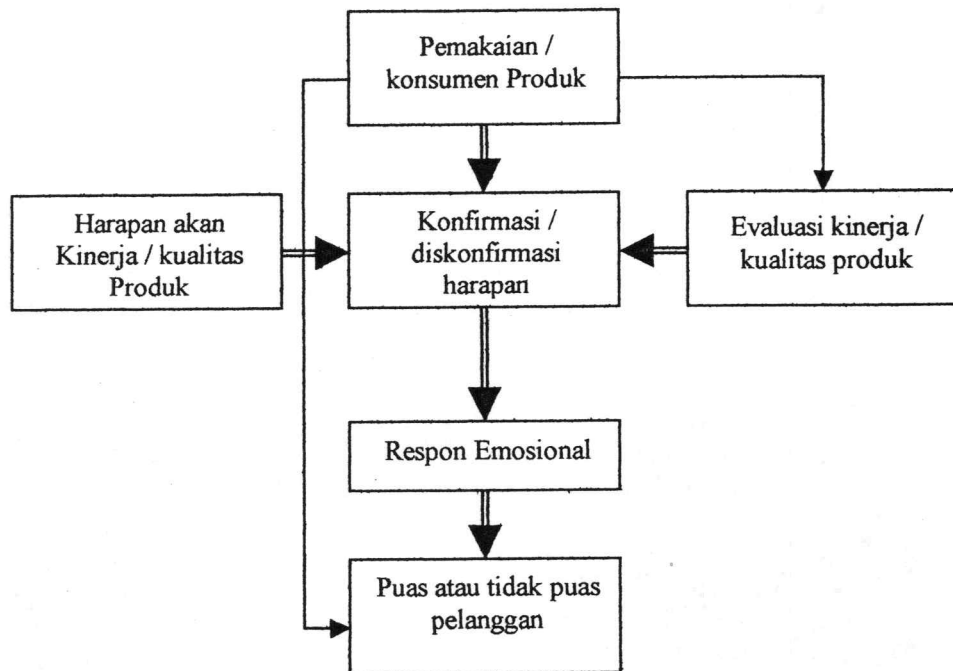 Pemakaian /
konsumen Produk
Harapan akan
Kinerja / kualitas
Produk
Konfirmasi /
diskonfirmasi
harapan
Evaluasi kinerja /
kualitas produk
Respon Emosional
Puas atau tidak puas
pelanggan